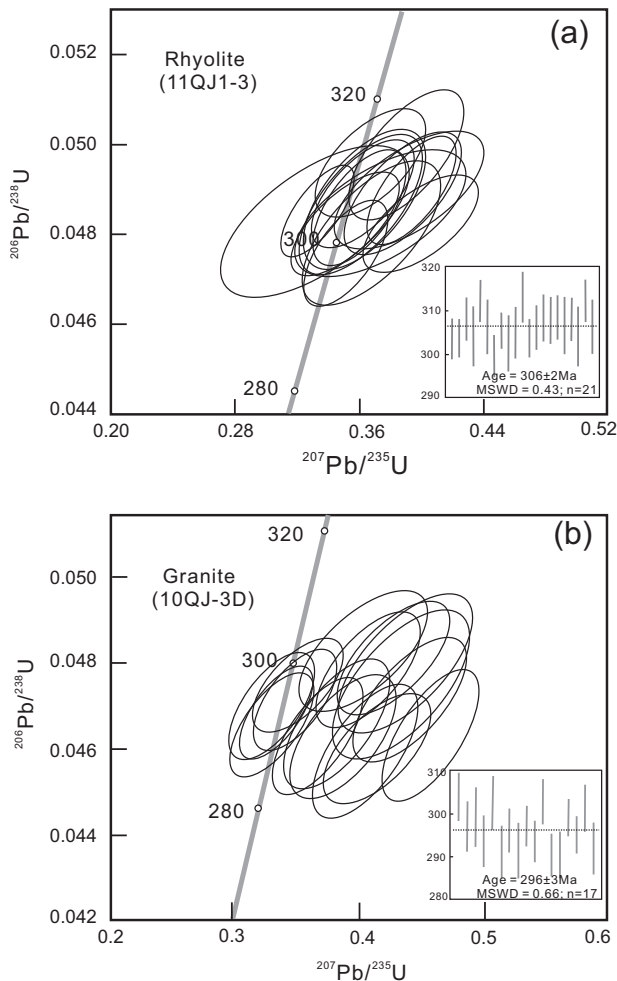 (a)
Rhyolite
(11QJ1-3)
0.052
0.050
0.048
0.046
0.044
²⁰⁶Pb/²³⁸U
320
300
280
320
310
300
290
Age = 306±2Ma
MSWD = 0.43; n=21
0.20 0.28 0.36 0.44 0.52
²⁰⁷Pb/²³⁵U
(b)
Granite
(10QJ-3D)
0.050
0.048
0.046
0.044
0.042
²⁰⁶Pb/²³⁸U
320
300
280
310
300
290
280
Age = 296±3Ma
MSWD = 0.66; n=17
0.2 0.3 0.4 0.5 0.6
²⁰⁷Pb/²³⁵U